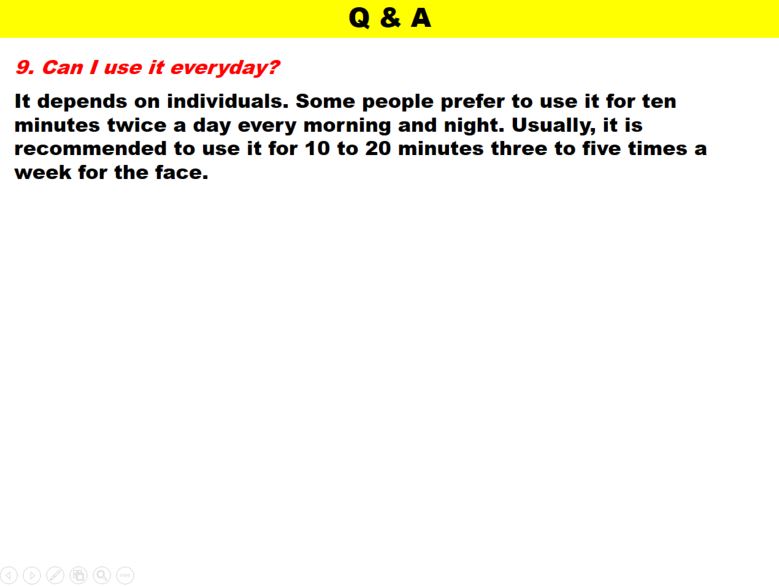 Q & A
9. Can I use it everyday?
It depends on individuals. Some people prefer to use it for ten
minutes twice a day every morning and night. Usually, it is
recommended to use it for 10 to 20 minutes three to five times a
week for the face.